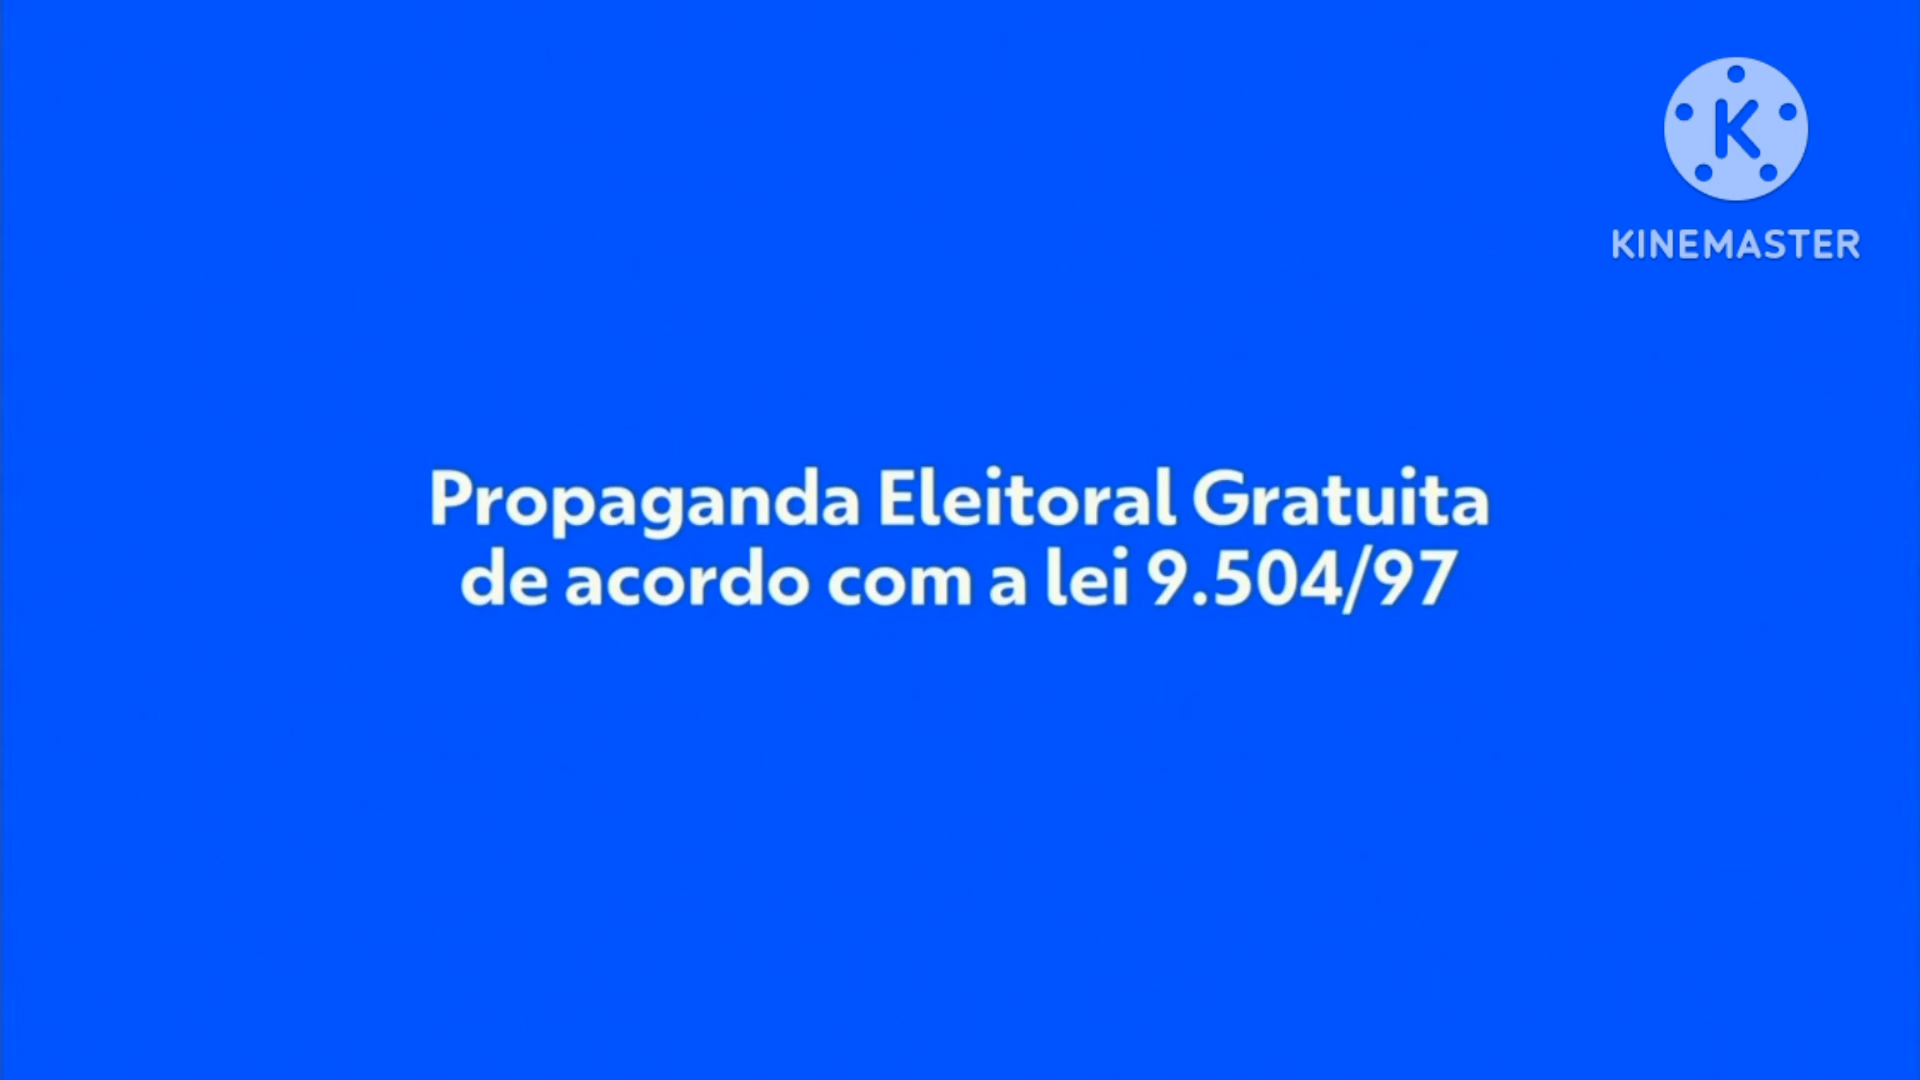 K
KINEMASTER
Propaganda Eleitoral Gratuita
de acordo com a lei 9.504/97